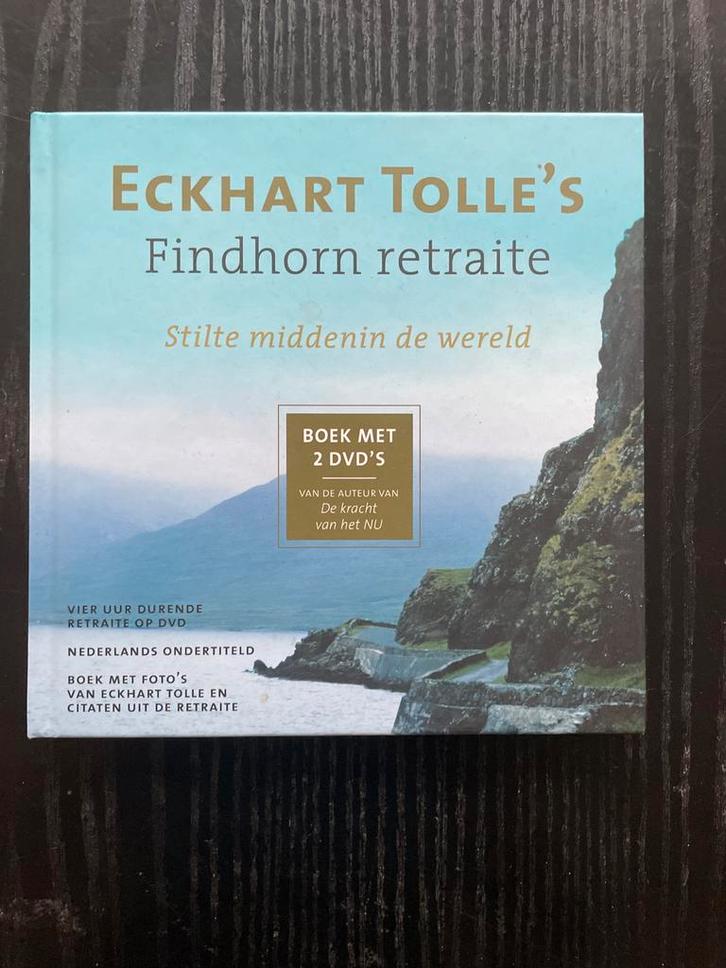 ECKHART TOLLE'S
Findhorn retraite
Stilte middenin de wereld
BOEK MET
2 DVD'S
VAN DE AUTEUR VAN
De kracht
van het NU
VIER UUR DURENDE
RETRAITE OP DVD
NEDERLANDS ONDERTITELD
BOEK MET FOTO'S
VAN ECKHART TOLLE EN
CITATEN UIT DE RETRAITE